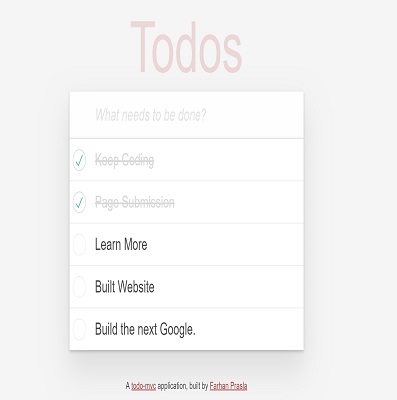 Todos
What needs to be done?
Keep Coding
Page Submission
Learn More
Built Website
Build the next Google.
A todo-mvc application, built by Farhan Prasla